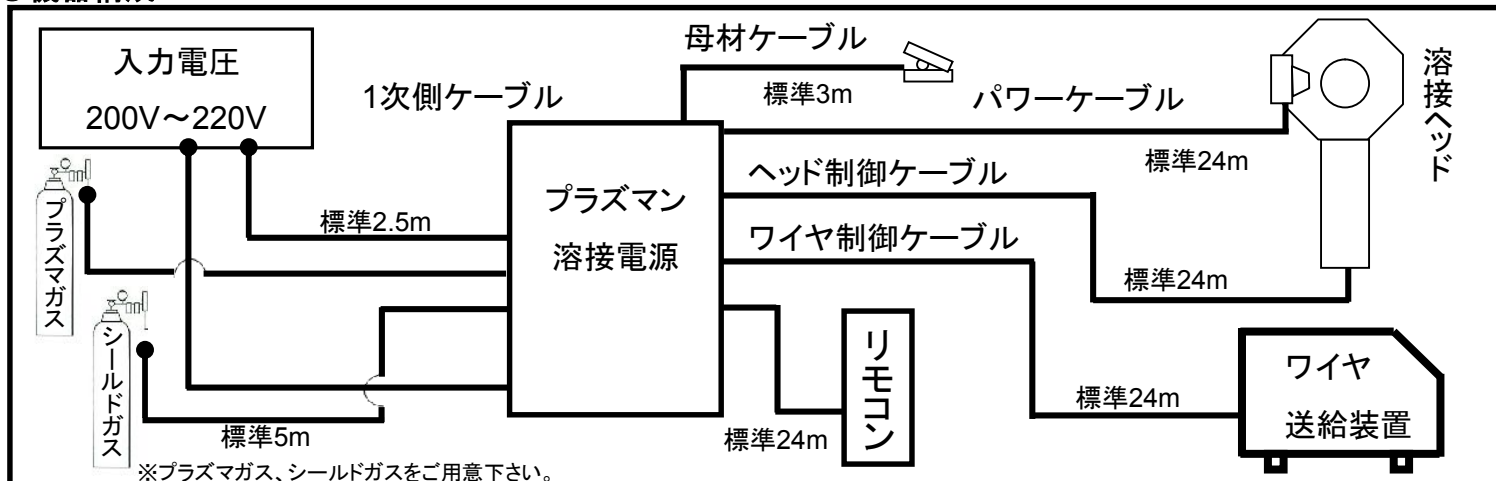 入力電圧
200V～220V
1次側ケーブル
母材ケーブル
標準3m
パワーケーブル
標準24m
溶接ヘッド
プラズマガス
標準2.5m
プラズマン
溶接電源
ヘッド制御ケーブル
標準24m
ワイヤ制御ケーブル
標準24m
シールドガス
標準5m
リモコン
標準24m
ワイヤ
送給装置
※プラズマガス、シールドガスをご用意下さい。